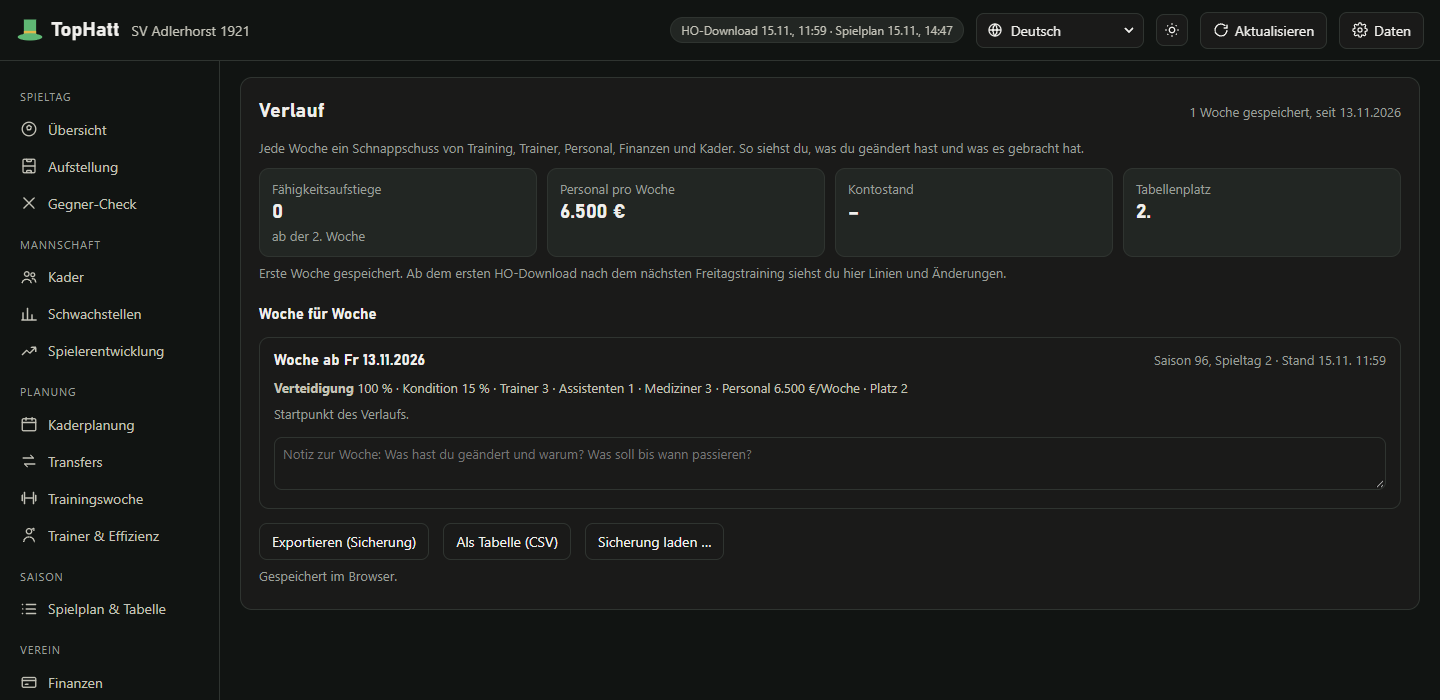 TopHatt SV Adlerhorst 1921
HO-Download 15.11., 11:59 · Spielplan 15.11., 14:47
Deutsch
Aktualisieren
Daten
SPIELTAG
Übersicht
Aufstellung
Gegner-Check
MANNSCHAFT
Kader
Schwachstellen
Spielerentwicklung
PLANUNG
Kaderplanung
Transfers
Trainingswoche
Trainer & Effizienz
SAISON
Spielplan & Tabelle
VEREIN
Finanzen
Verlauf
1 Woche gespeichert, seit 13.11.2026
Jede Woche ein Schnappschuss von Training, Trainer, Personal, Finanzen und Kader. So siehst du, was du geändert hast und was es gebracht hat.
Fähigkeitsaufstiege
0
ab der 2. Woche
Personal pro Woche
6.500 €
Kontostand
–
Tabellenplatz
2.
Erste Woche gespeichert. Ab dem ersten HO-Download nach dem nächsten Freitagstraining siehst du hier Linien und Änderungen.
Woche für Woche
Woche ab Fr 13.11.2026
Saison 96, Spieltag 2 · Stand 15.11. 11:59
Verteidigung 100 % · Kondition 15 % · Trainer 3 · Assistenten 1 · Mediziner 3 · Personal 6.500 €/Woche · Platz 2
Startpunkt des Verlaufs.
Notiz zur Woche: Was hast du geändert und warum? Was soll bis wann passieren?
Exportieren (Sicherung)
Als Tabelle (CSV)
Sicherung laden ...
Gespeichert im Browser.